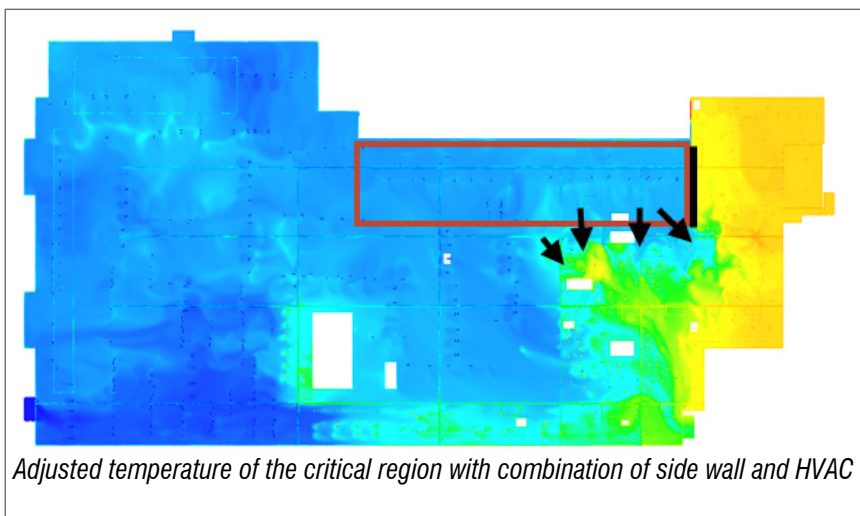 Adjusted temperature of the critical region with combination of side wall and HVAC